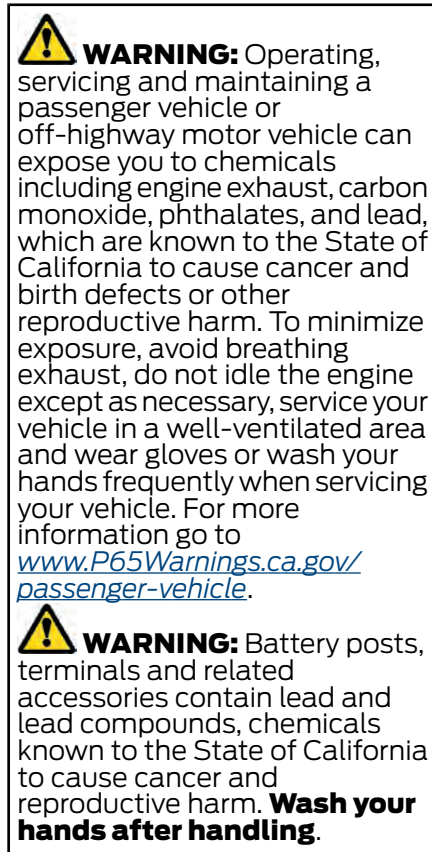 WARNING: Operating,
servicing and maintaining a
passenger vehicle or
off-highway motor vehicle can
expose you to chemicals
including engine exhaust, carbon
monoxide, phthalates, and lead,
which are known to the State of
California to cause cancer and
birth defects or other
reproductive harm. To minimize
exposure, avoid breathing
exhaust, do not idle the engine
except as necessary, service your
vehicle in a well-ventilated area
and wear gloves or wash your
hands frequently when servicing
your vehicle. For more
information go to
www.P65Warnings.ca.gov/
passenger-vehicle.
WARNING: Battery posts,
terminals and related
accessories contain lead and
lead compounds, chemicals
known to the State of California
to cause cancer and
reproductive harm. Wash your
hands after handling.